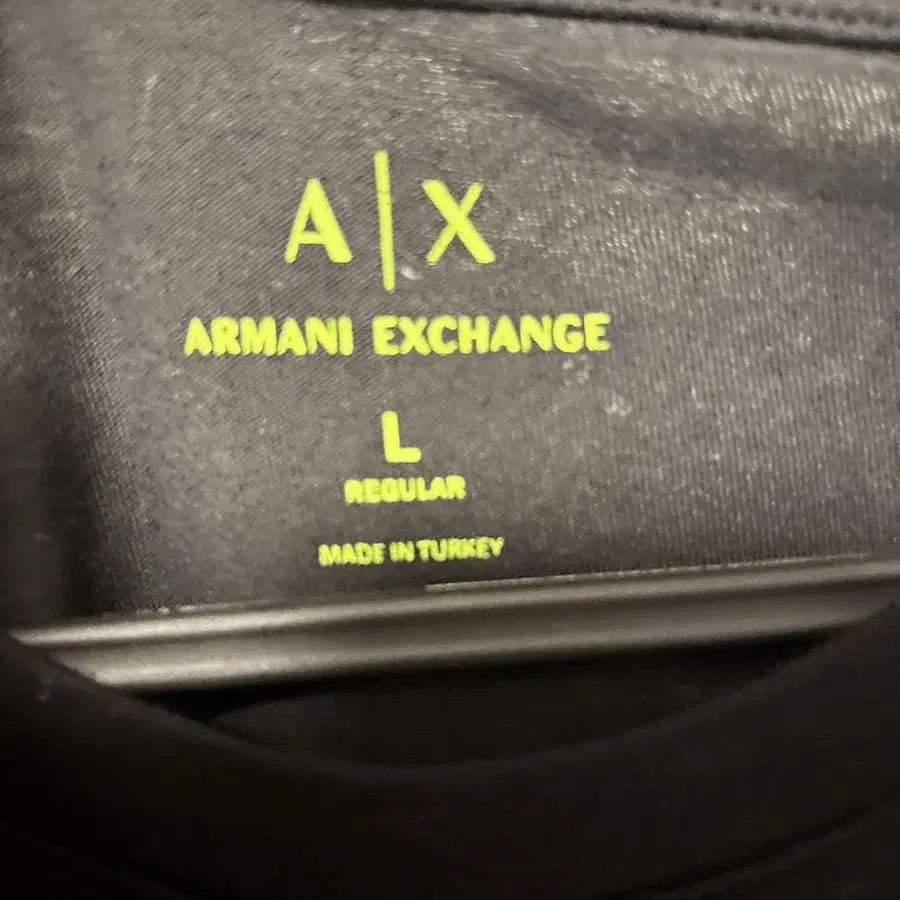 A|X
ARMANI EXCHANGE
L
REGULAR
MADE IN TURKEY